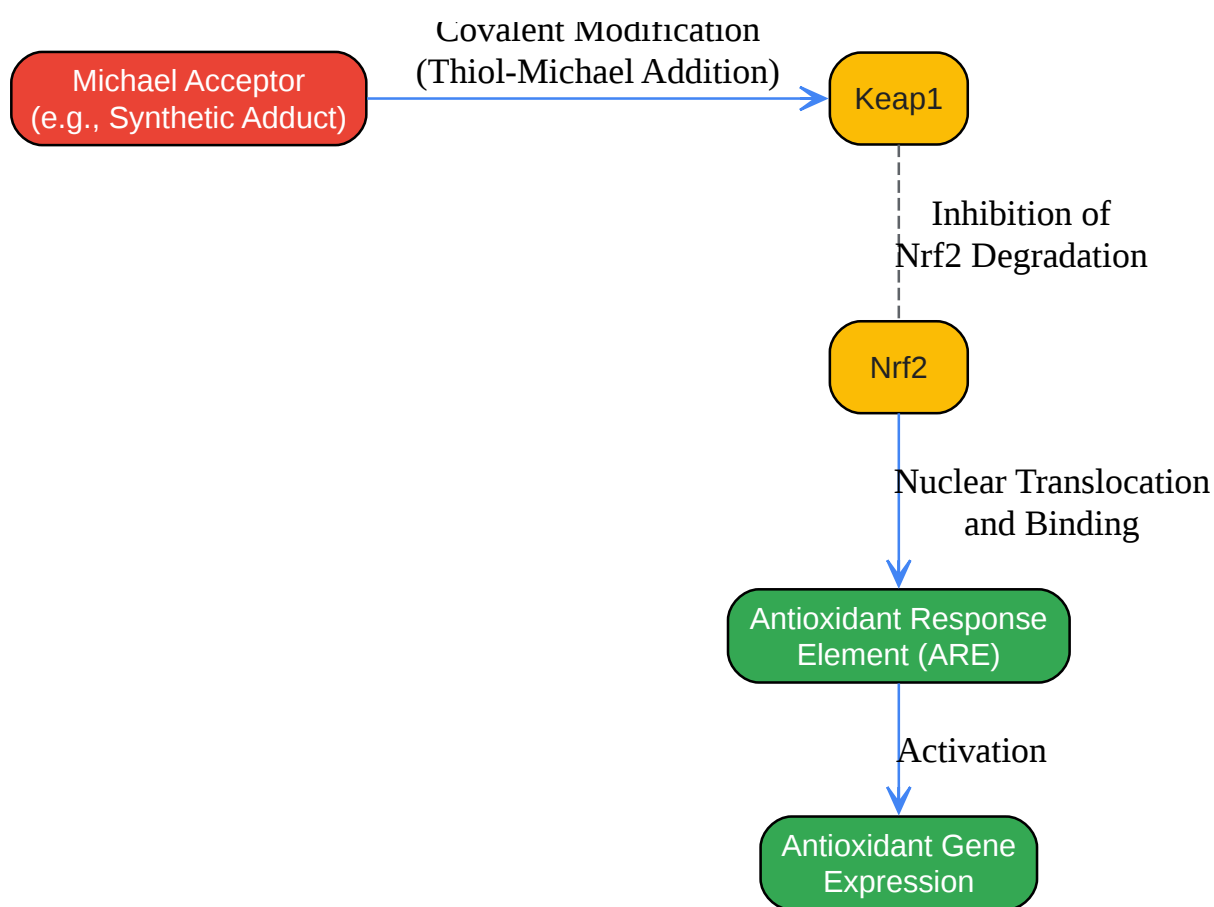 Covalent Modification
(Thiol-Michael Addition)
Michael Acceptor
(e.g., Synthetic Adduct)
Keap1
Inhibition of
Nrf2 Degradation
Nrf2
Nuclear Translocation
and Binding
Antioxidant Response
Element (ARE)
Activation
Antioxidant Gene
Expression